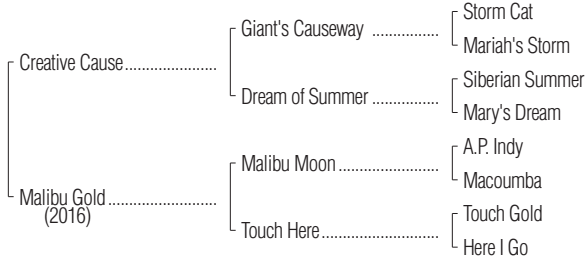 Storm Cat
Giant's Causeway ................
Mariah's Storm
Creative Cause......................
Siberian Summer
Dream of Summer ................
Mary's Dream
A.P. Indy
Malibu Moon........................
Macoumba
Malibu Gold ..........................
(2016)
Touch Gold
Touch Here...........................
Here I Go